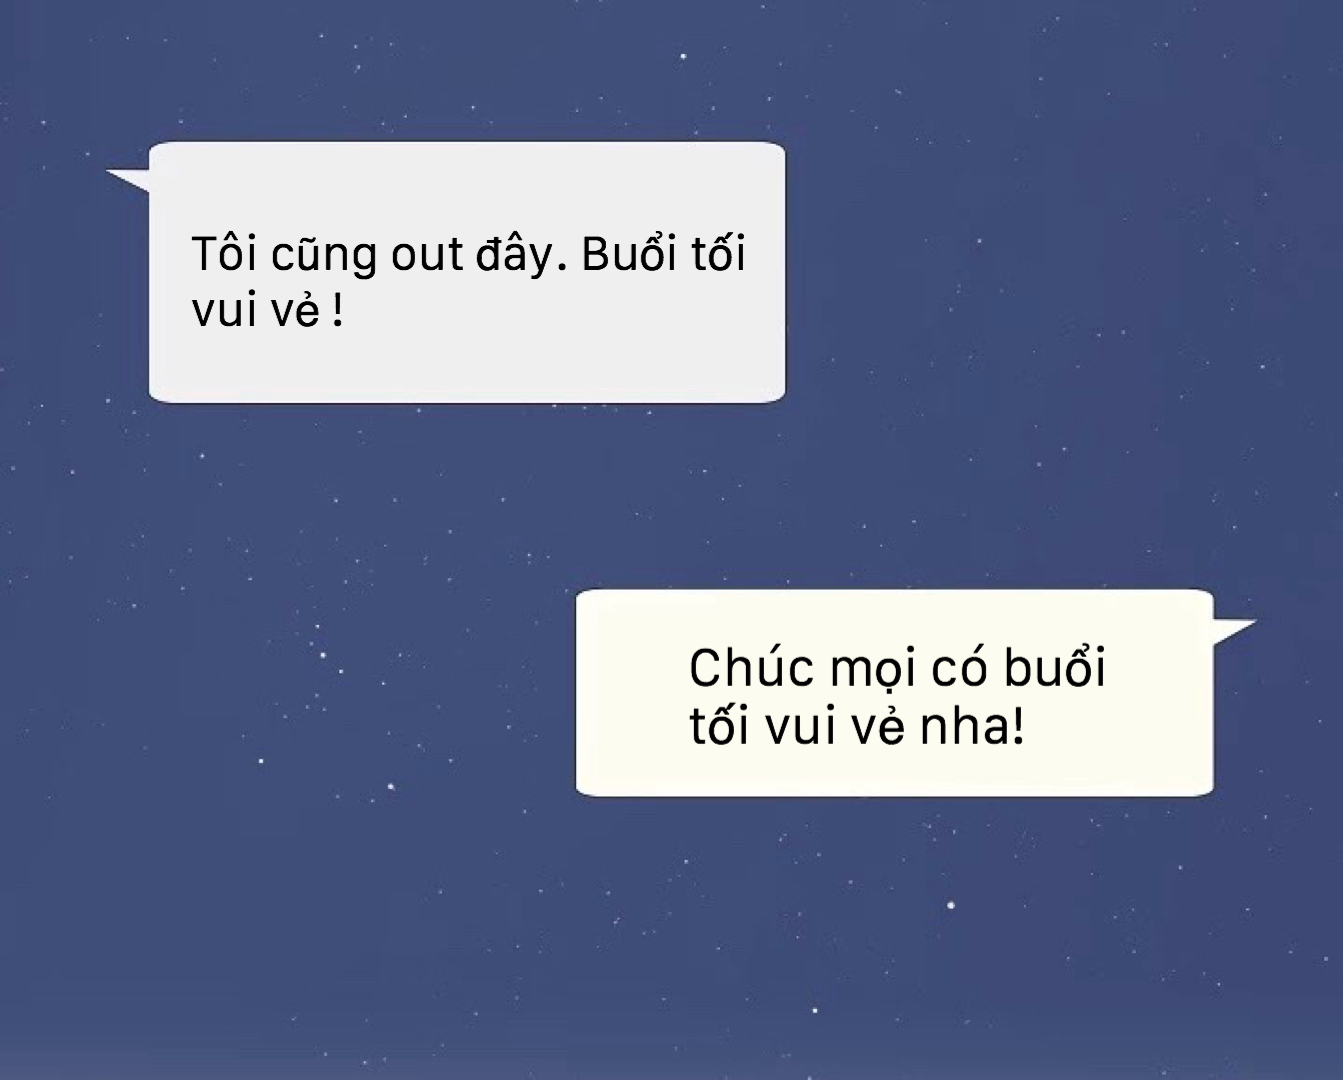 Tôi cũng out đây. Buổi tối
vui vẻ !
Chúc mọi có buổi
tối vui vẻ nha!